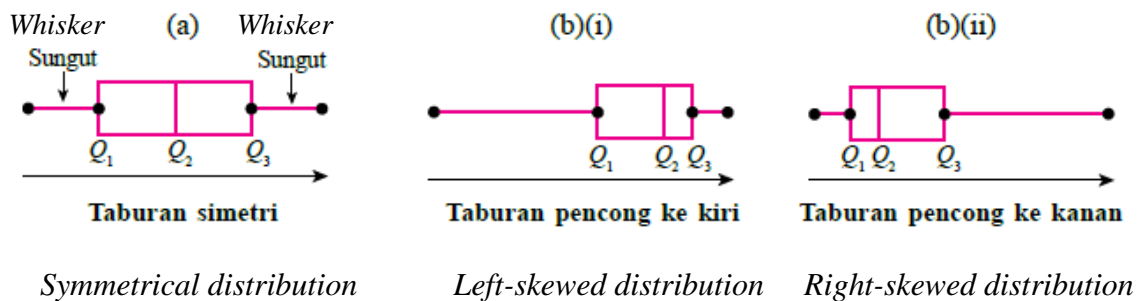 Whisker (a) Whisker (b)(i) (b)(ii)
Sungut Sungut
Q1 Q2 Q3 Q1 Q2 Q3 Q1 Q2 Q3
Taburan simetri Taburan pencong ke kiri Taburan pencong ke kanan
Symmetrical distribution Left-skewed distribution Right-skewed distribution